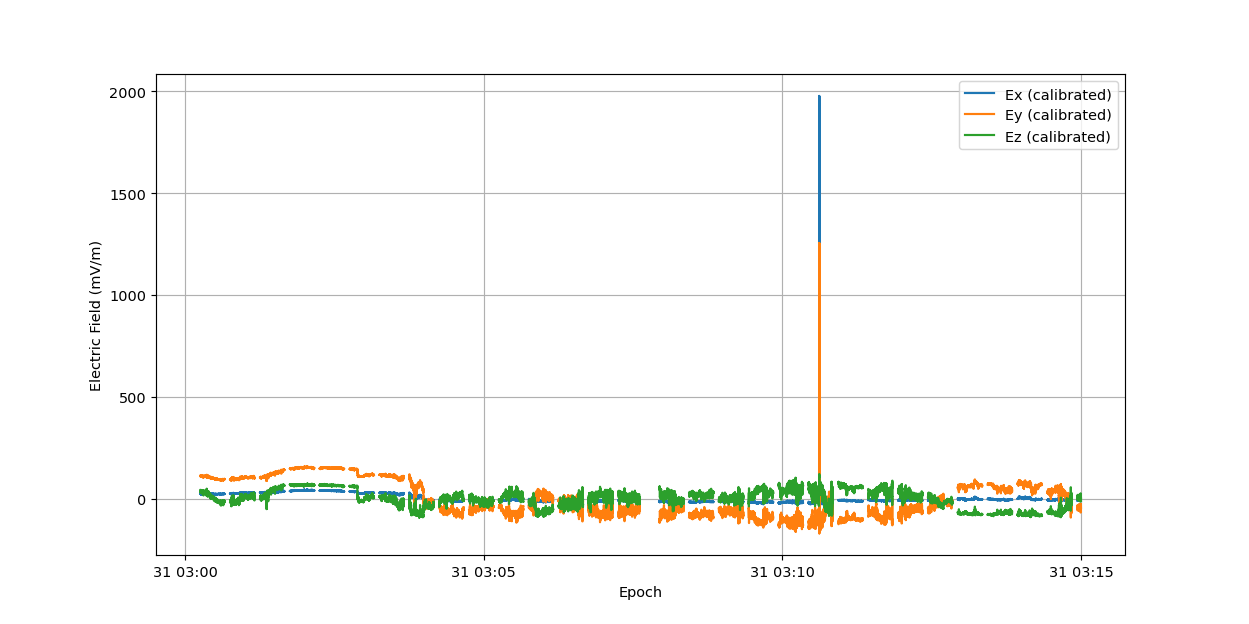 2000
1500
1000
500
0
Electric Field (mV/m)
Ex (calibrated)
Ey (calibrated)
Ez (calibrated)
31 03:00
31 03:05
31 03:10
31 03:15
Epoch